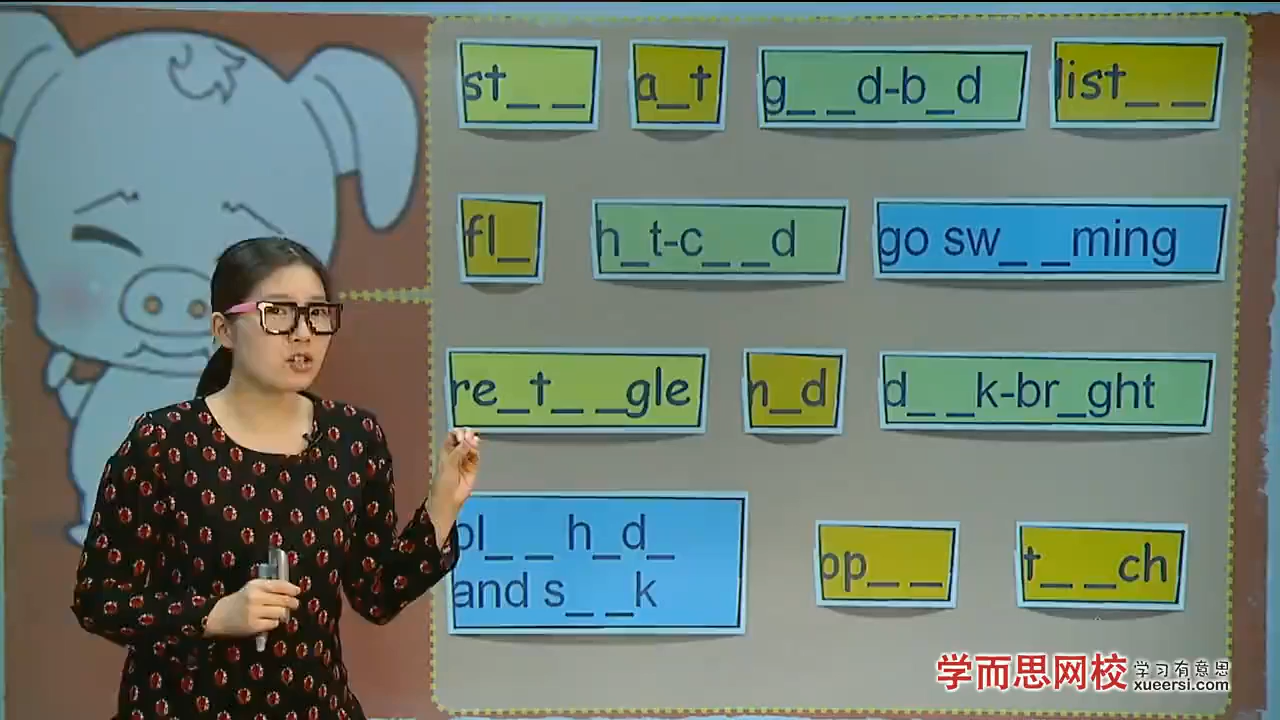 st_ _
a_t
g_ _d-b_d
list_ _
fl_
h_t-c_ _d
go sw_ _ming
re_t_ _gle
n_d
d_ _k-br_ght
pl_ _ h_d_
and s_ _k
op_ _
t_ _ch
学而思网校 学习有意思
xueersi.com